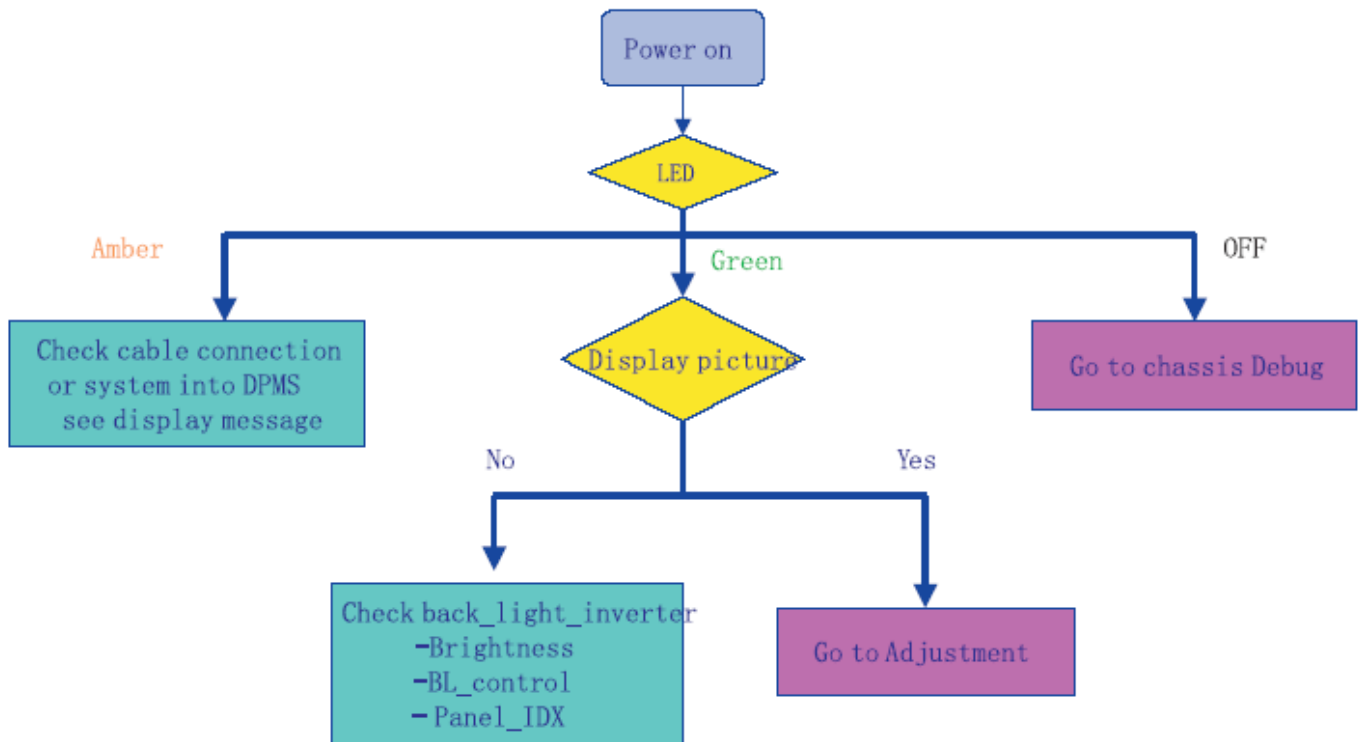 Power on
LED
Amber
Green
OFF
Check cable connection
or system into DPMS
see display message
Display picture
Go to chassis Debug
No
Yes
Check back_light_inverter
-Brightness
-BL_control
- Panel_IDX
Go to Adjustment